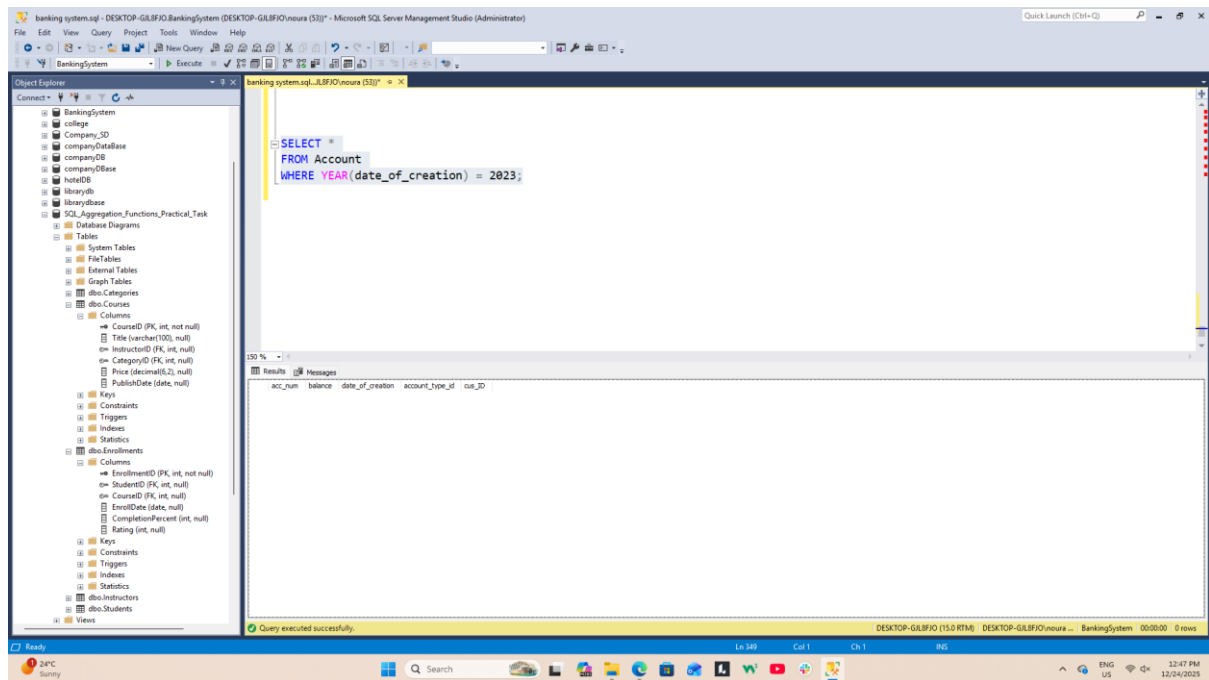 banking system.sql - DESKTOP-GJL8FJO.BankingSystem (DESKTOP-GJL8FJO\noura (53))* - Microsoft SQL Server Management Studio (Administrator)
Quick Launch (Ctrl+Q)
File Edit View Query Project Tools Window Help
New Query
BankingSystem Execute
Object Explorer
banking system.sql...JL8FJO\noura (53))*
Connect
BankingSystem
college
Company_SD
companyDataBase
companyDB
companyDBase
hotelDB
librarydb
librarydbase
SQL_Aggregation_Functions_Practical_Task
Database Diagrams
Tables
System Tables
FileTables
External Tables
Graph Tables
dbo.Categories
dbo.Courses
Columns
CourseID (PK, int, not null)
Title (varchar(100), null)
InstructorID (FK, int, null)
CategoryID (FK, int, null)
Price (decimal(6,2), null)
PublishDate (date, null)
Keys
Constraints
Triggers
Indexes
Statistics
dbo.Enrollments
Columns
EnrollmentID (PK, int, not null)
StudentID (FK, int, null)
CourseID (FK, int, null)
EnrollDate (date, null)
CompletionPercent (int, null)
Rating (int, null)
Keys
Constraints
Triggers
Indexes
Statistics
dbo.Instructors
dbo.Students
Views
SELECT *
FROM Account
WHERE YEAR(date_of_creation) = 2023;
150 %
Results Messages
acc_num balance date_of_creation account_type_id cus_ID
Query executed successfully.
DESKTOP-GJL8FJO (15.0 RTM) DESKTOP-GJL8FJO\noura ... BankingSystem 00:00:00 0 rows
Ready
Ln 349 Col 1 Ch 1 INS
1
24°C
Sunny
Search
ENG
US
12:47 PM
12/24/2025